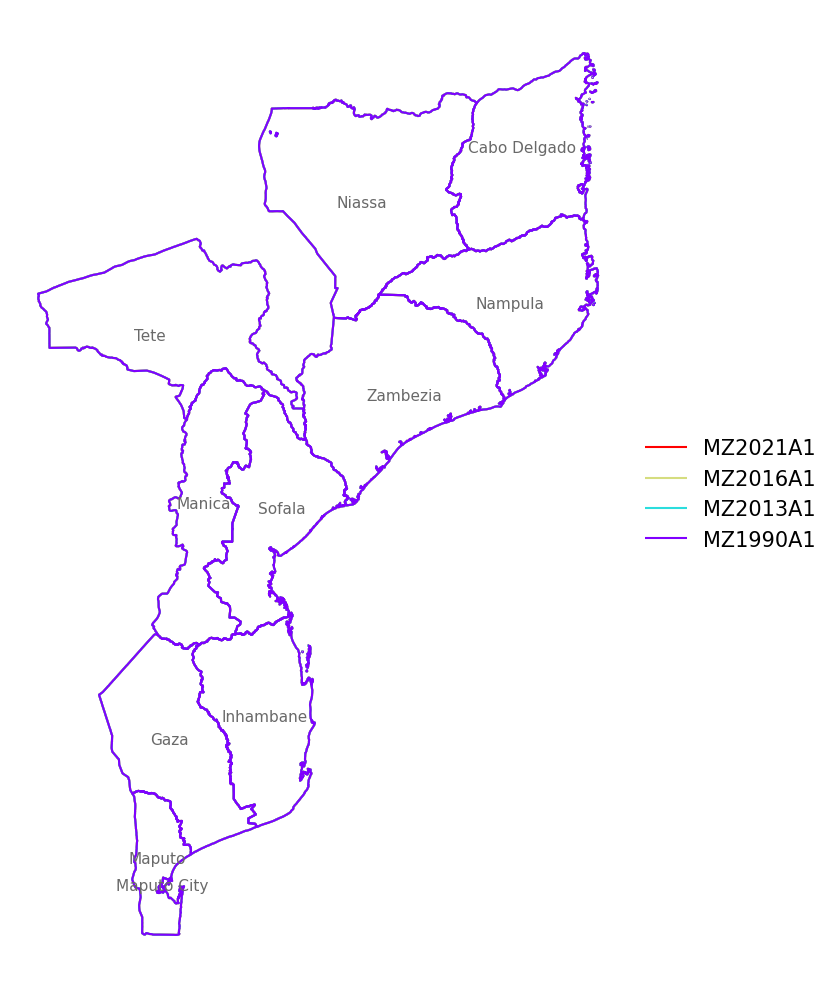 Cabo Delgado
Niassa
Nampula
Tete
Zambezia
Manica
Sofala
Inhambane
Gaza
Maputo
Maputo City
MZ2021A1
MZ2016A1
MZ2013A1
MZ1990A1